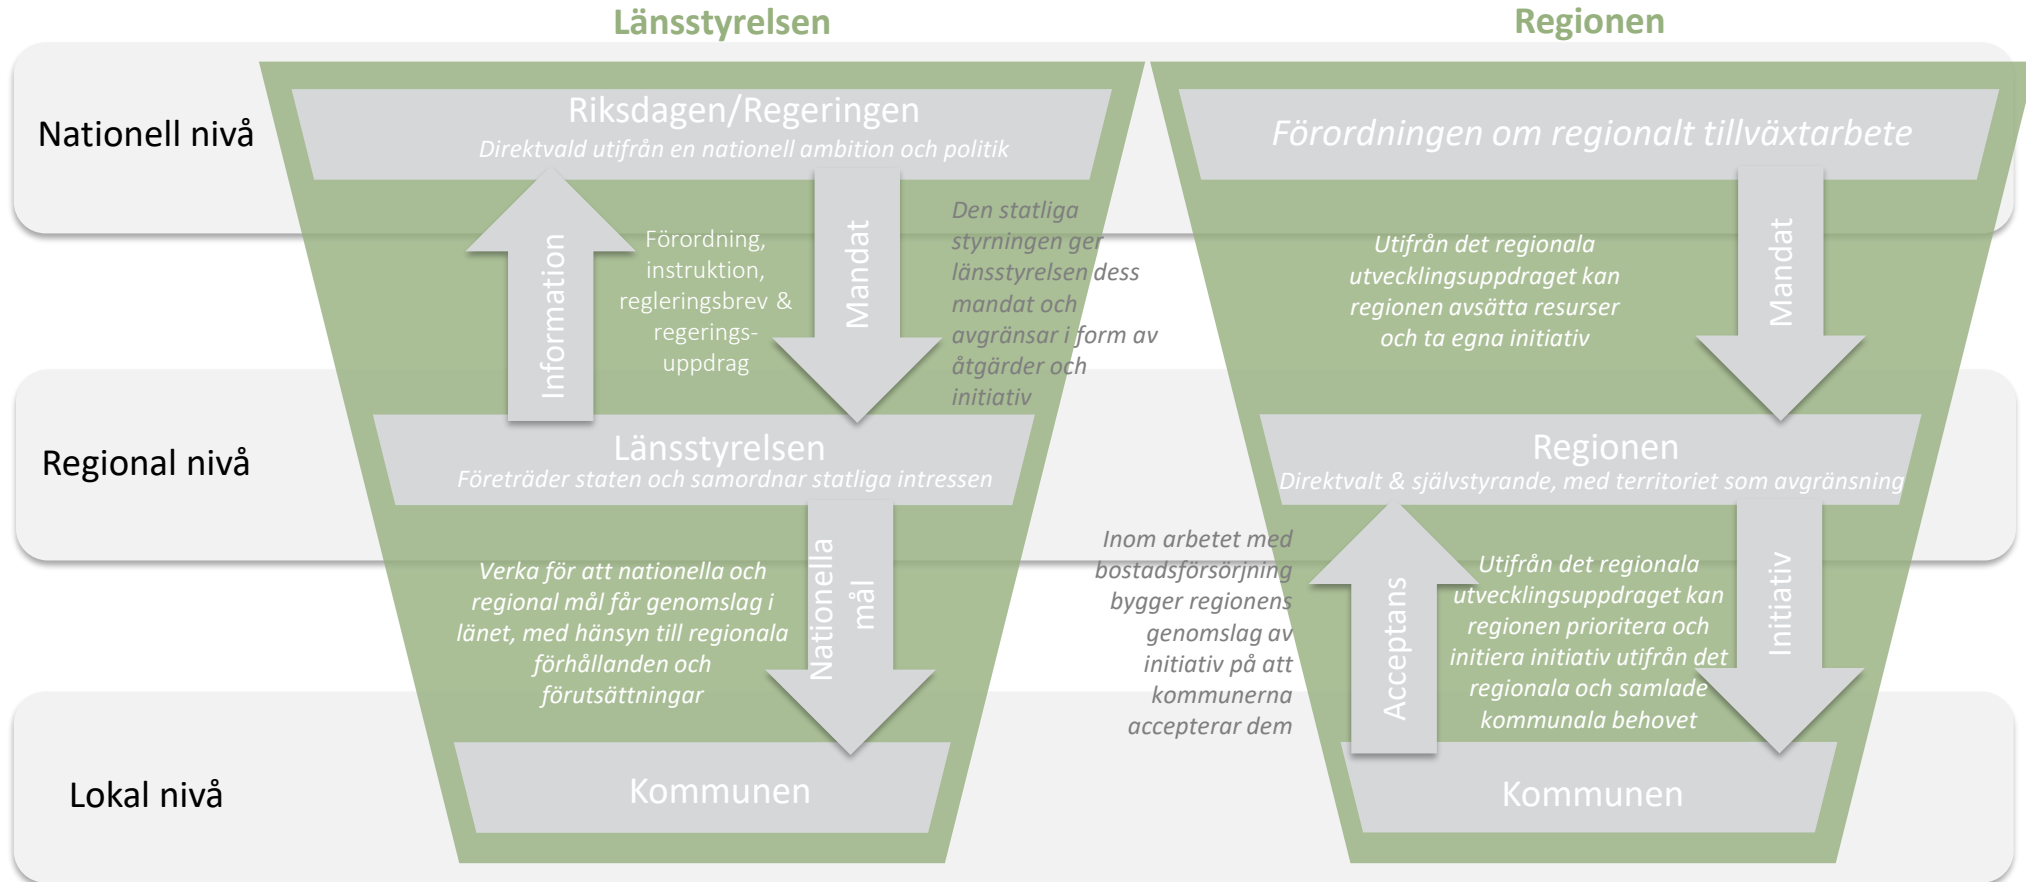 Länsstyrelsen
Regionen
Nationell nivå
Riksdagen/Regeringen
Direktvald utifrån en nationell ambition och politik
Information
Förordning,
instruktion,
regleringsbrev &
regerings-
uppdrag
Mandat
Den statliga
styrningen ger
länsstyrelsen dess
mandat och
avgränsar i form av
åtgärder och
initiativ
Förordningen om regionalt tillväxtarbete
Utifrån det regionala
utvecklingsuppdraget kan
regionen avsätta resurser
och ta egna initiativ
Mandat
Regional nivå
Länsstyrelsen
Företräder staten och samordnar statliga intressen
Verka för att nationella och
regional mål får genomslag i
länet, med hänsyn till regionala
förhållanden och
förutsättningar
Nationella
mål
Regionen
Direktvalt & självstyrande, med territoriet som avgränsning
Inom arbetet med
bostadsförsörjning
bygger regionens
genomslag av
initiativ på att
kommunerna
accepterar dem
Acceptans
Utifrån det regionala
utvecklingsuppdraget kan
regionen prioritera och
initiera initiativ utifrån det
regionala och samlade
kommunala behovet
Initiativ
Lokal nivå
Kommunen
Kommunen